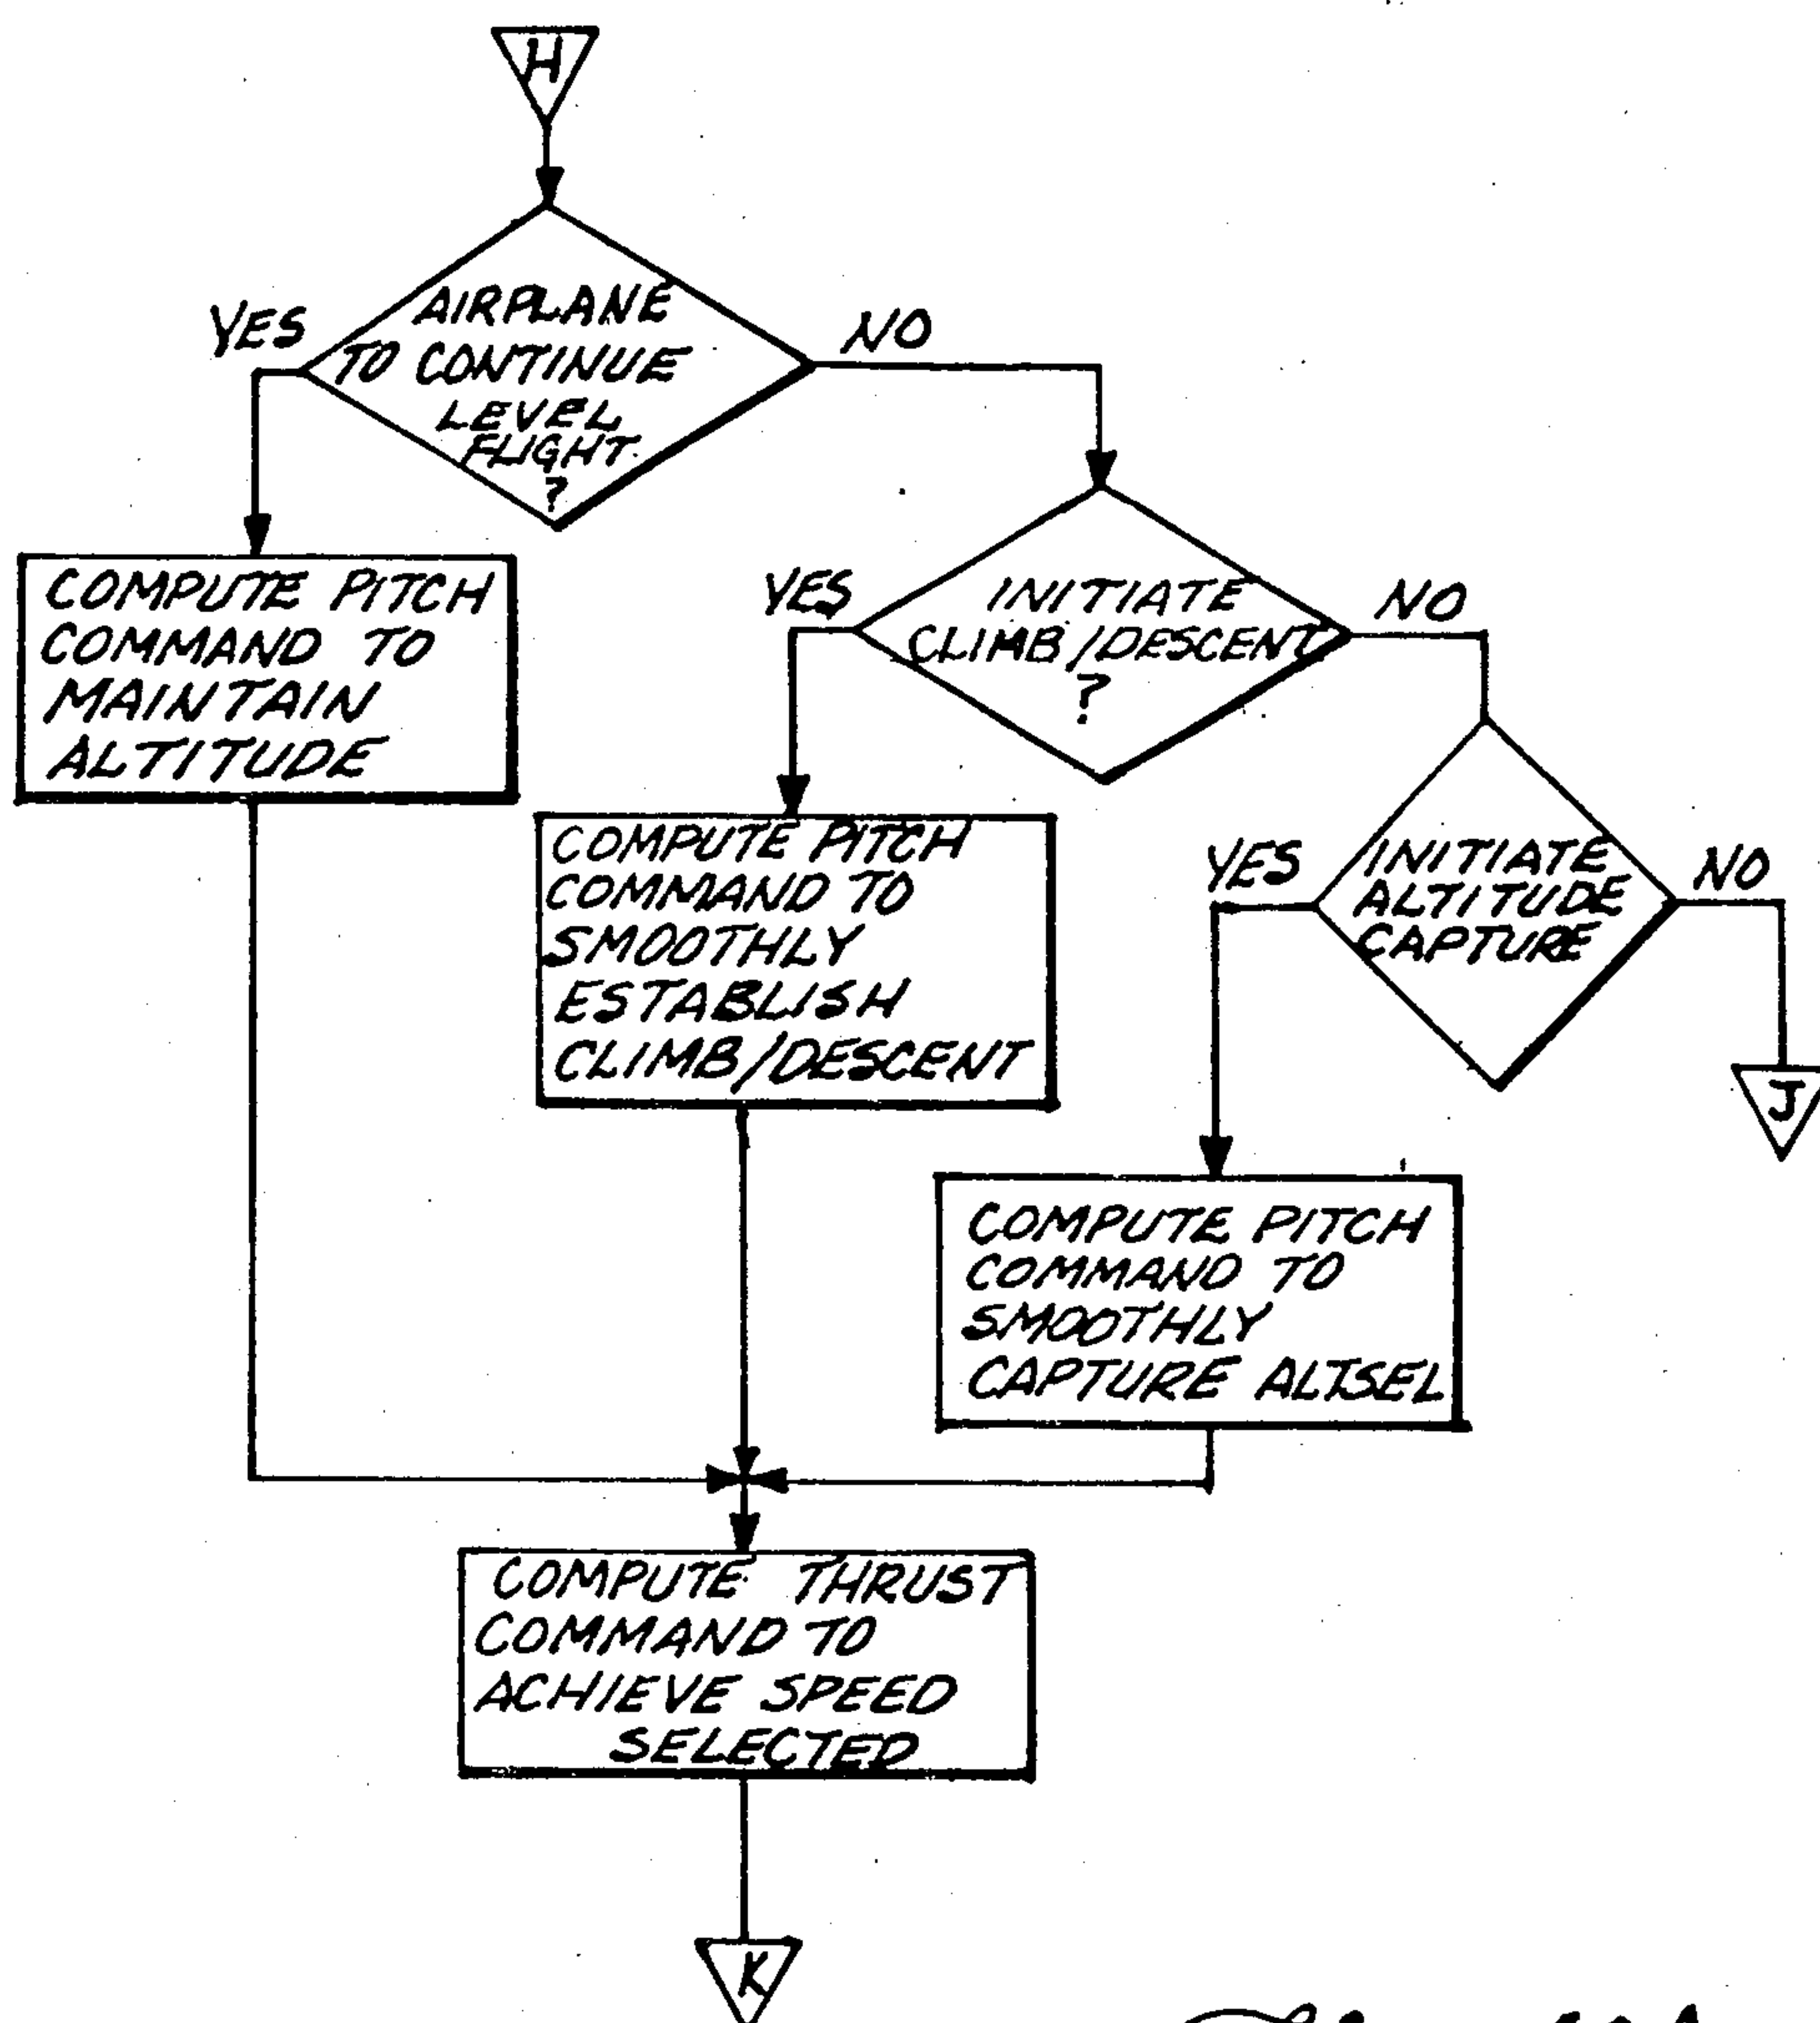 H
AIRPLANE
TO CONTINUE
LEVEL
FLIGHT
?
YES
NO
COMPUTE PITCH
COMMAND TO
MAINTAIN
ALTITUDE
INITIATE
CLIMB/DESCENT
?
YES
NO
COMPUTE PITCH
COMMAND TO
SMOOTHLY
ESTABLISH
CLIMB/DESCENT
INITIATE
ALTITUDE
CAPTURE
YES
NO
J
COMPUTE PITCH
COMMAND TO
SMOOTHLY
CAPTURE ALTSEL
COMPUTE THRUST
COMMAND TO
ACHIEVE SPEED
SELECTED
K